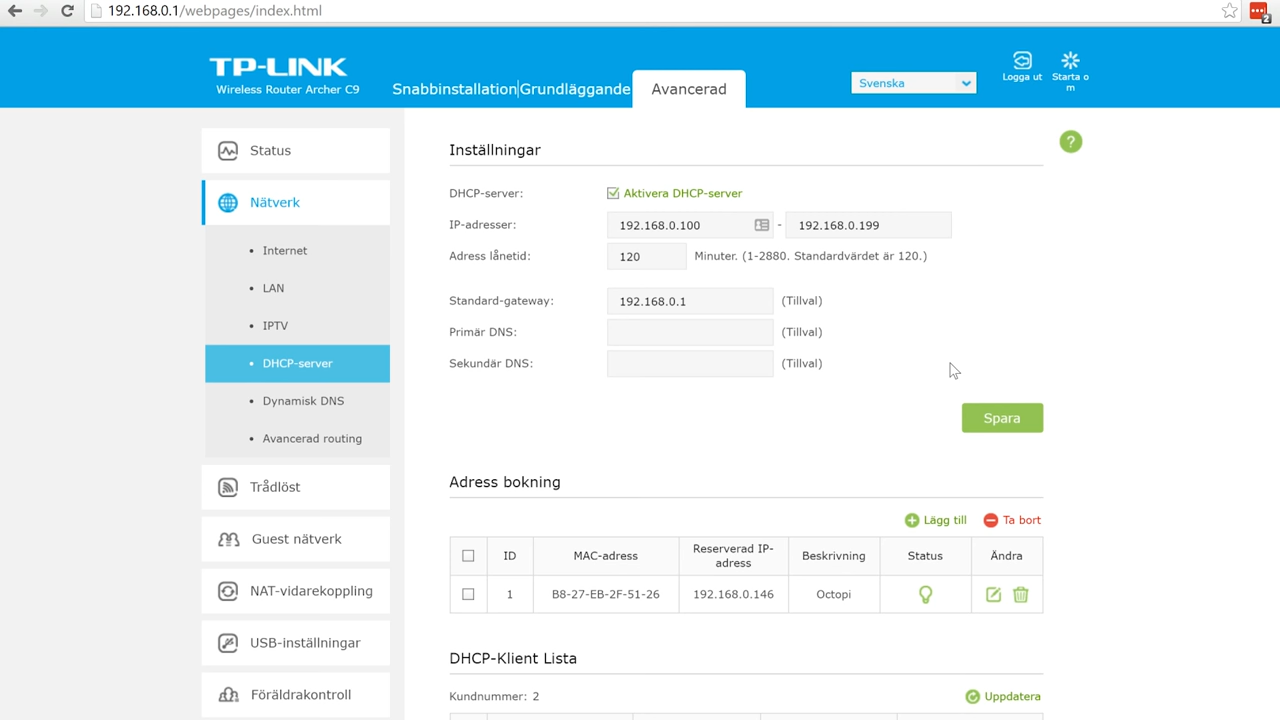 192.168.0.1/webpages/index.html
2
TP-LINK
Wireless Router Archer C9
Snabbinstallation
Grundläggande
Avancerad
Svenska
Logga ut
Starta o
m
Status
Nätverk
Internet
LAN
IPTV
DHCP-server
Dynamisk DNS
Avancerad routing
Trådlöst
Guest nätverk
NAT-vidarekoppling
USB-inställningar
Föräldrakontroll
Inställningar
?
DHCP-server: Aktivera DHCP-server
IP-adresser: 192.168.0.100 - 192.168.0.199
Adress lånetid: 120 Minuter. (1-2880. Standardvärdet är 120.)
Standard-gateway: 192.168.0.1 (Tillval)
Primär DNS: (Tillval)
Sekundär DNS: (Tillval)
Spara
Adress bokning
Lägg till Ta bort
ID MAC-adress Reserverad IP-
adress Beskrivning Status Ändra
1 B8-27-EB-2F-51-26 192.168.0.146 Octopi
DHCP-Klient Lista
Kundnummer: 2 Uppdatera